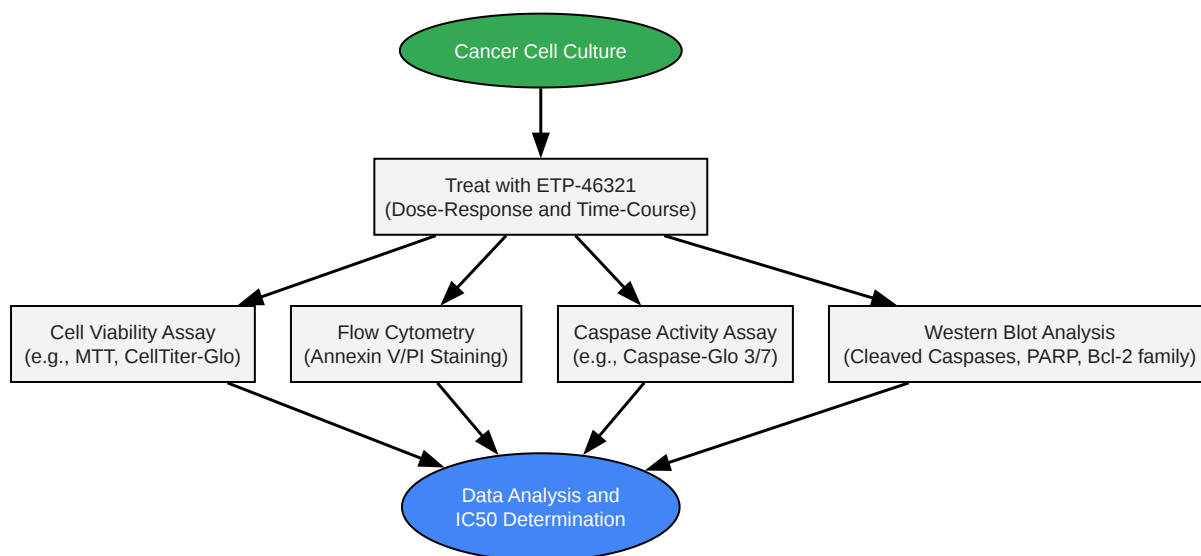 Cancer Cell Culture
Treat with ETP-46321
(Dose-Response and Time-Course)
Cell Viability Assay
(e.g., MTT, CellTiter-Glo)
Flow Cytometry
(Annexin V/PI Staining)
Caspase Activity Assay
(e.g., Caspase-Glo 3/7)
Western Blot Analysis
(Cleaved Caspases, PARP, Bcl-2 family)
Data Analysis and
IC50 Determination